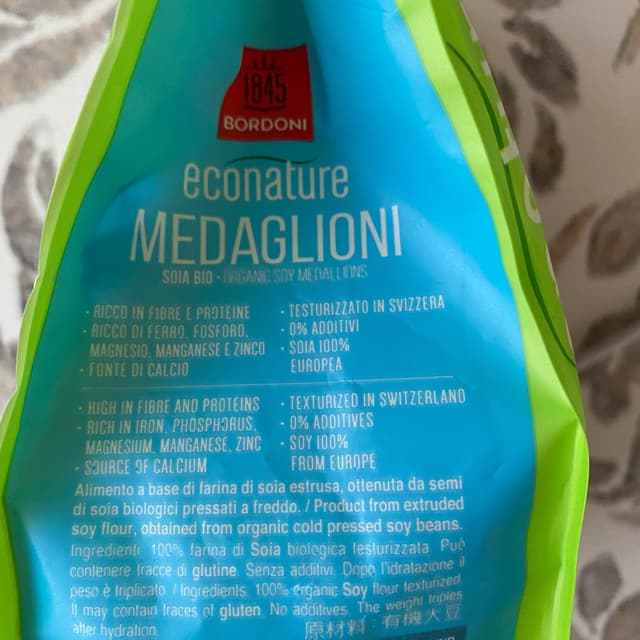 1845
BORDONI
econature
MEDAGLIONI
SOIA BIO • ORGANIC SOY MEDALLIONS
• RICCO IN FIBRE E PROTEINE
• RICCO DI FERRO, FOSFORO,
MAGNESIO, MANGANESE E ZINCO
• FONTE DI CALCIO
• TESTURIZZATO IN SVIZZERA
• 0% ADDITIVI
• SOIA 100%
EUROPEA
• HIGH IN FIBRE AND PROTEINS
• RICH IN IRON, PHOSPHORUS,
MAGNESIUM, MANGANESE, ZINC
• SOURCE OF CALCIUM
• TEXTURIZED IN SWITZERLAND
• 0% ADDITIVES
• SOY 100%
FROM EUROPE
Alimento a base di farina di soia estrusa, ottenuta da semi
di soia biologici pressati a freddo. / Product from extruded
soy flour, obtained from organic cold pressed soy beans.
Ingredienti: 100% farina di Soia biologica testurizzata. Può
contenere tracce di glutine. Senza additivi. Dopo l'idratazione il
peso è triplicato. / Ingredients: 100% organic Soy flour texturized.
It may contain traces of gluten. No additives. The weight triples
after hydration.
原材料：有機大豆